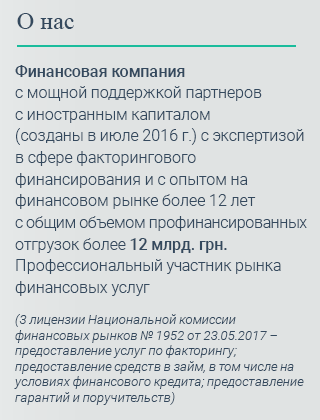 О нас
Финансовая компания
с мощной поддержкой партнеров
с иностранным капиталом
(созданы в июле 2016 г.) с экспертизой
в сфере факторингового
финансирования и с опытом на
финансовом рынке более 12 лет
с общим объемом профинансированных
отгрузок более 12 млрд. грн.
Профессиональный участник рынка
финансовых услуг
(3 лицензии Национальной комиссии
финансовых рынков № 1952 от 23.05.2017 –
предоставление услуг по факторингу;
предоставление средств в займ, в том числе на
условиях финансового кредита; предоставление
гарантий и поручительств)